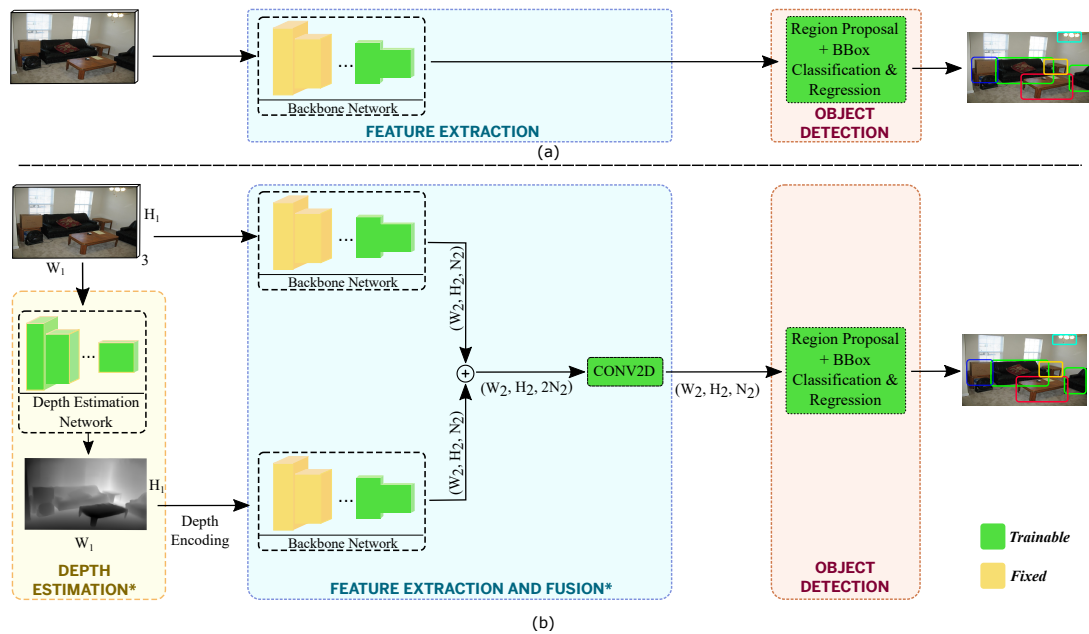 Backbone Network
FEATURE EXTRACTION
Region Proposal
+ BBox
Classification &
Regression
OBJECT
DETECTION
(a)
H1
W1
3
Depth Estimation
Network
H1
W1
DEPTH
ESTIMATION*
Depth
Encoding
Backbone Network
(W2, H2, N2)
(W2, H2, N2)
Backbone Network
(W2, H2, 2N2)
CONV2D
FEATURE EXTRACTION AND FUSION*
(W2, H2, N2)
Region Proposal
+ BBox
Classification &
Regression
OBJECT
DETECTION
Trainable
Fixed
(b)